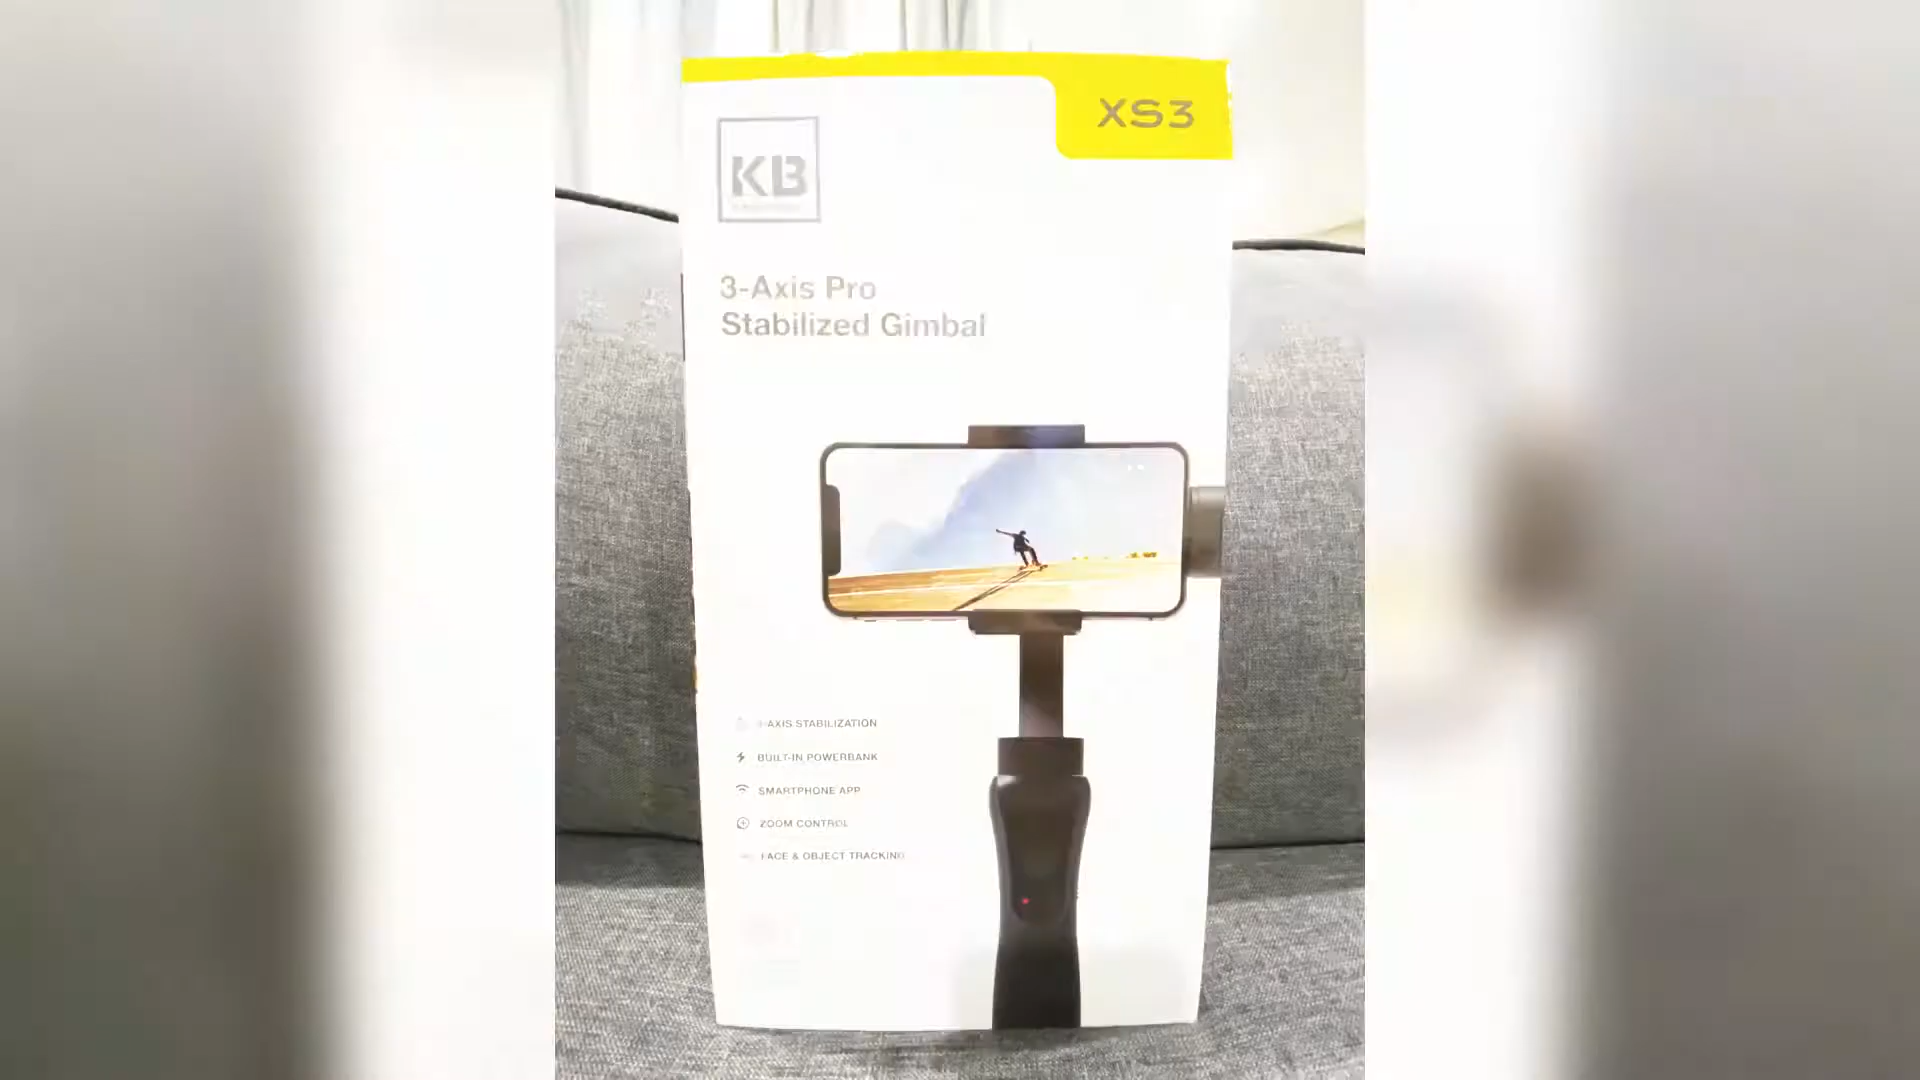 XS3
KB
3-Axis Pro
Stabilized Gimbal
-AXIS STABILIZATION
BUILT-IN POWERBANK
SMARTPHONE APP
ZOOM CONTROL
FACE & OBJECT TRACKING